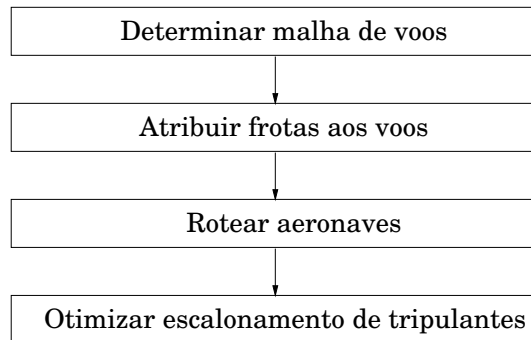 Determinar malha de voos
Atribuir frotas aos voos
Rotear aeronaves
Otimizar escalonamento de tripulantes